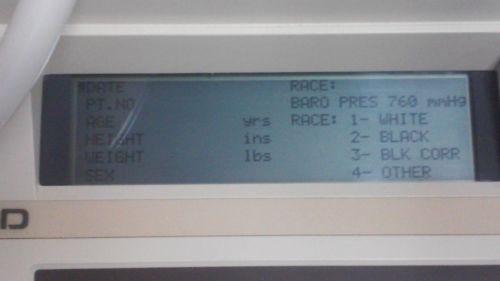 DATE RACE:
PT.NO BARO PRES 760 mmHg
AGE yrs RACE: 1- WHITE
HEIGHT ins 2- BLACK
WEIGHT lbs 3- BLK CORR
SEX 4- OTHER
D